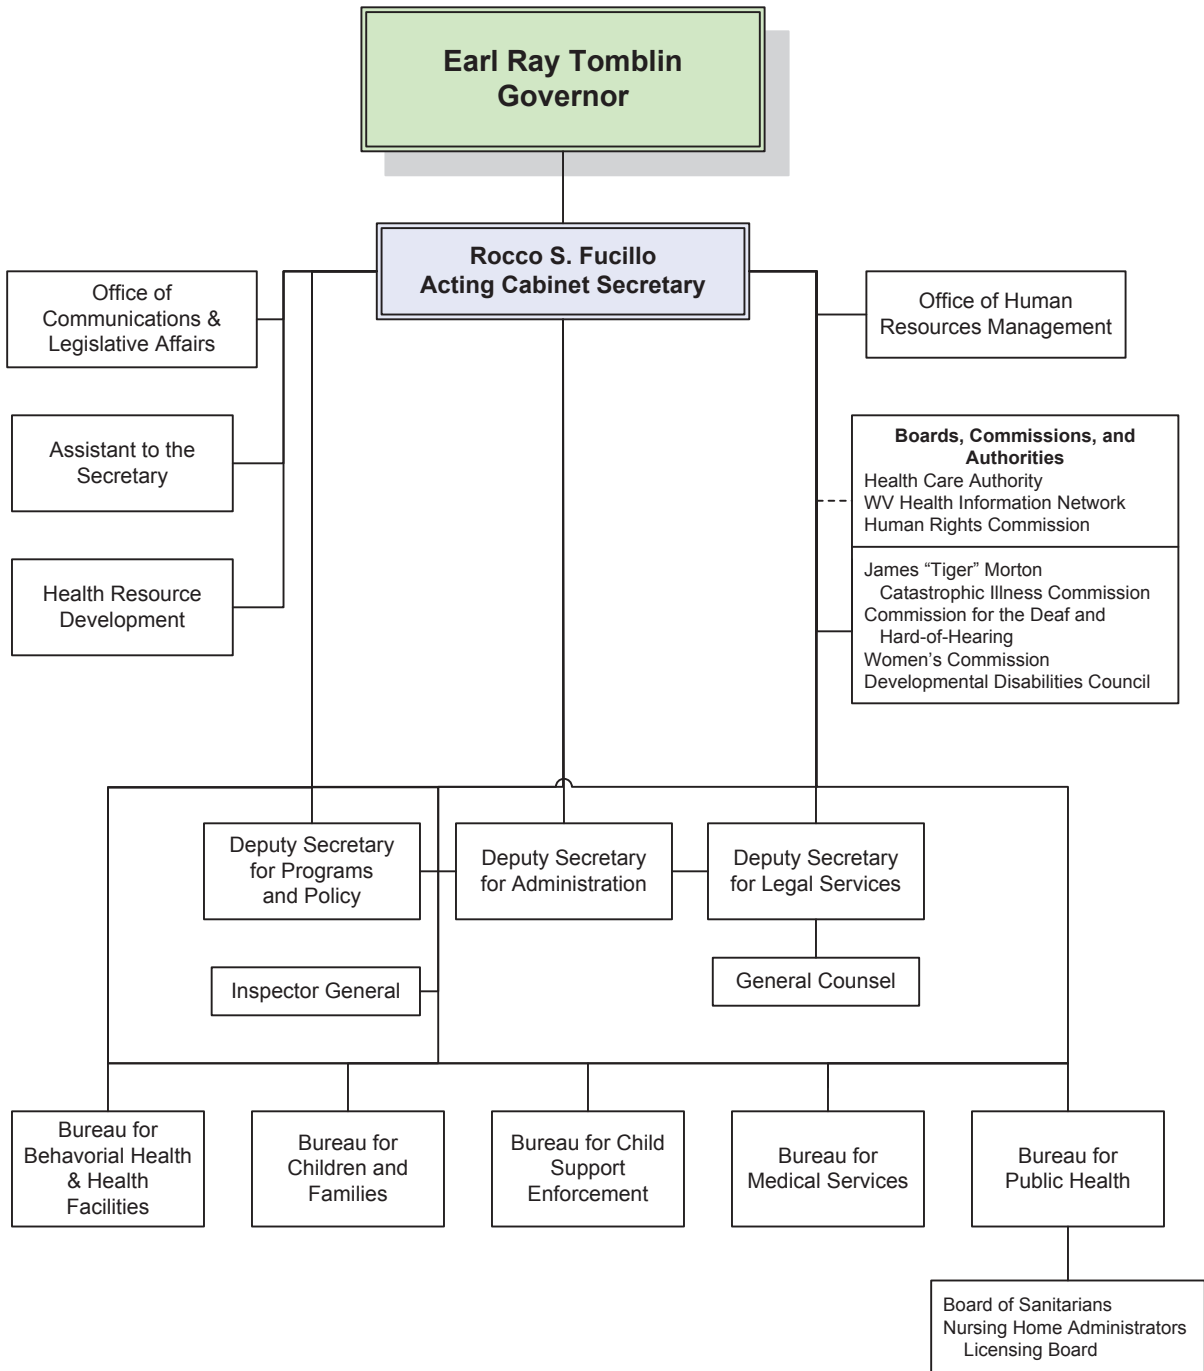 Earl Ray Tomblin
Governor
Rocco S. Fucillo
Acting Cabinet Secretary
Office of
Communications &
Legislative Affairs
Office of Human
Resources Management
Assistant to the
Secretary
Boards, Commissions, and
Authorities
Health Care Authority
WV Health Information Network
Human Rights Commission
Health Resource
Development
James “Tiger” Morton
Catastrophic Illness Commission
Commission for the Deaf and
Hard-of-Hearing
Women’s Commission
Developmental Disabilities Council
Deputy Secretary
for Programs
and Policy
Deputy Secretary
for Administration
Deputy Secretary
for Legal Services
Inspector General
General Counsel
Bureau for
Behavorial Health
& Health
Facilities
Bureau for
Children and
Families
Bureau for Child
Support
Enforcement
Bureau for
Medical Services
Bureau for
Public Health
Board of Sanitarians
Nursing Home Administrators
Licensing Board